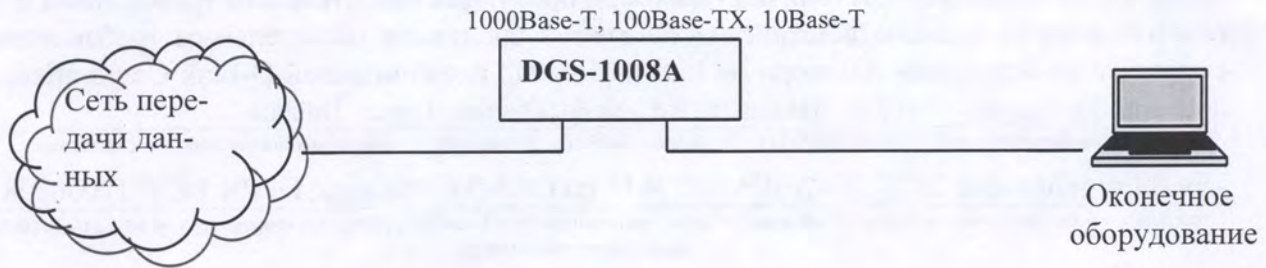 1000Base-T, 100Base-TX, 10Base-T
DGS-1008A
Сеть пере-
дачи дан-
ных
Оконечное
оборудование